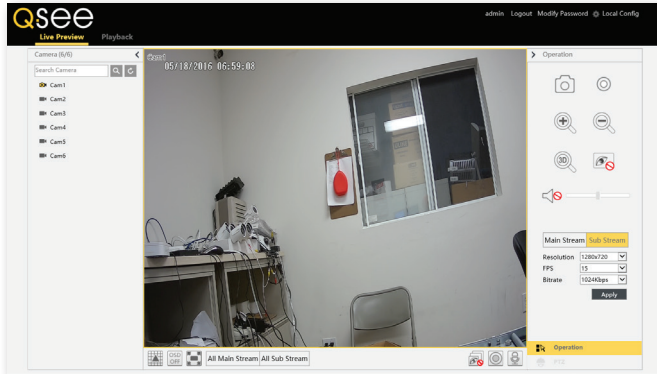 Qsee
admin Logout Modify Password Local Config
Live Preview Playback
Camera (6/6)
Search Camera
Cam1
Cam2
Cam3
Cam4
Cam5
Cam6
05/18/2016 06:59:08
OSD
OFF
All Main Stream All Sub Stream
Operation
3D
Main Stream Sub Stream
Resolution 1280x720
FPS 15
Bitrate 1024Kbps
Apply
Operation
PTZ